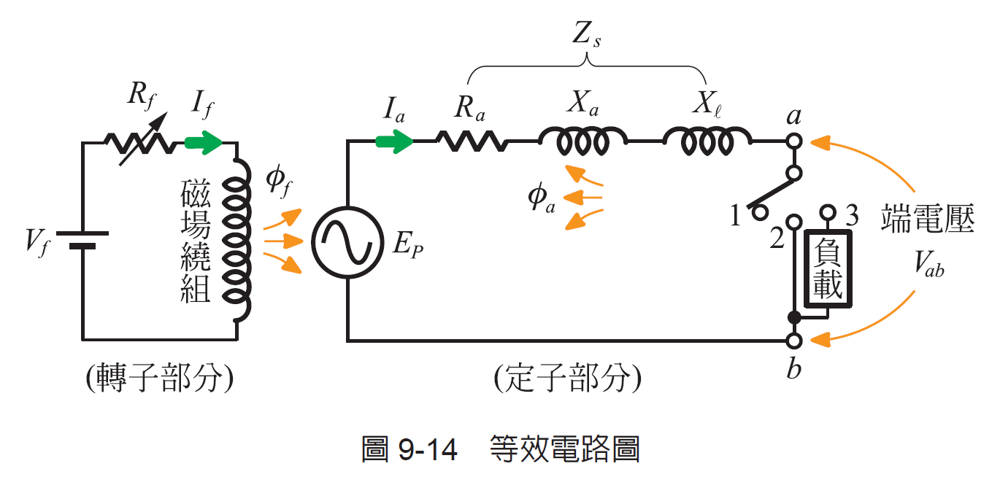 Z_s
R_f
I_f
I_a
R_a
X_a
X_ℓ
a
V_f
磁場繞組
ϕ_f
E_P
ϕ_a
1
2
3
負載
端電壓
V_ab
b
(轉子部分)
(定子部分)
圖 9-14 等效電路圖